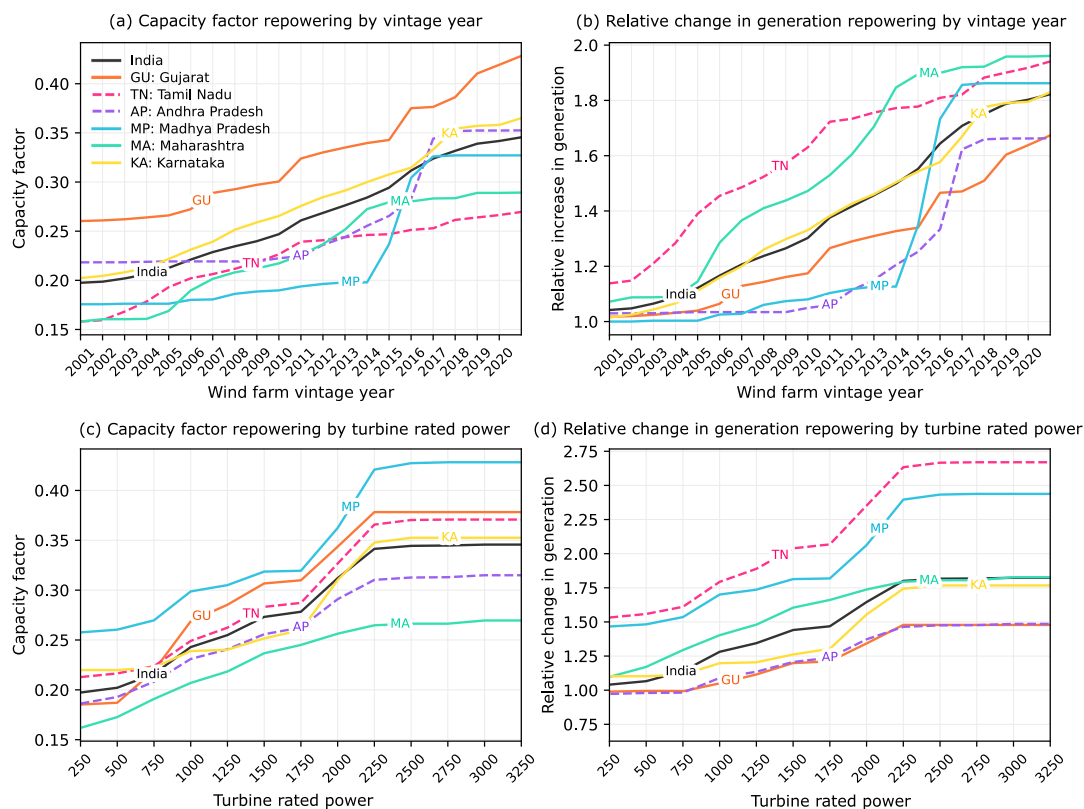 (a) Capacity factor repowering by vintage year
Capacity factor
0.40
0.35
0.30
0.25
0.20
0.15
India
GU: Gujarat
TN: Tamil Nadu
AP: Andhra Pradesh
MP: Madhya Pradesh
MA: Maharashtra
KA: Karnataka
GU
KA
MA
TN
AP
India
MP
2001 2002 2003 2004 2005 2006 2007 2008 2009 2010 2011 2012 2013 2014 2015 2016 2017 2018 2019 2020
Wind farm vintage year
(b) Relative change in generation repowering by vintage year
Relative increase in generation
2.0
1.8
1.6
1.4
1.2
1.0
MA
KA
TN
MP
India
GU
AP
2001 2002 2003 2004 2005 2006 2007 2008 2009 2010 2011 2012 2013 2014 2015 2016 2017 2018 2019 2020
Wind farm vintage year
(c) Capacity factor repowering by turbine rated power
Capacity factor
0.40
0.35
0.30
0.25
0.20
0.15
MP
KA
GU
TN
AP
MA
India
250 500 750 1000 1250 1500 1750 2000 2250 2500 2750 3000 3250
Turbine rated power
(d) Relative change in generation repowering by turbine rated power
Relative change in generation
2.75
2.50
2.25
2.00
1.75
1.50
1.25
1.00
0.75
TN
MP
MA
KA
India
AP
GU
250 500 750 1000 1250 1500 1750 2000 2250 2500 2750 3000 3250
Turbine rated power